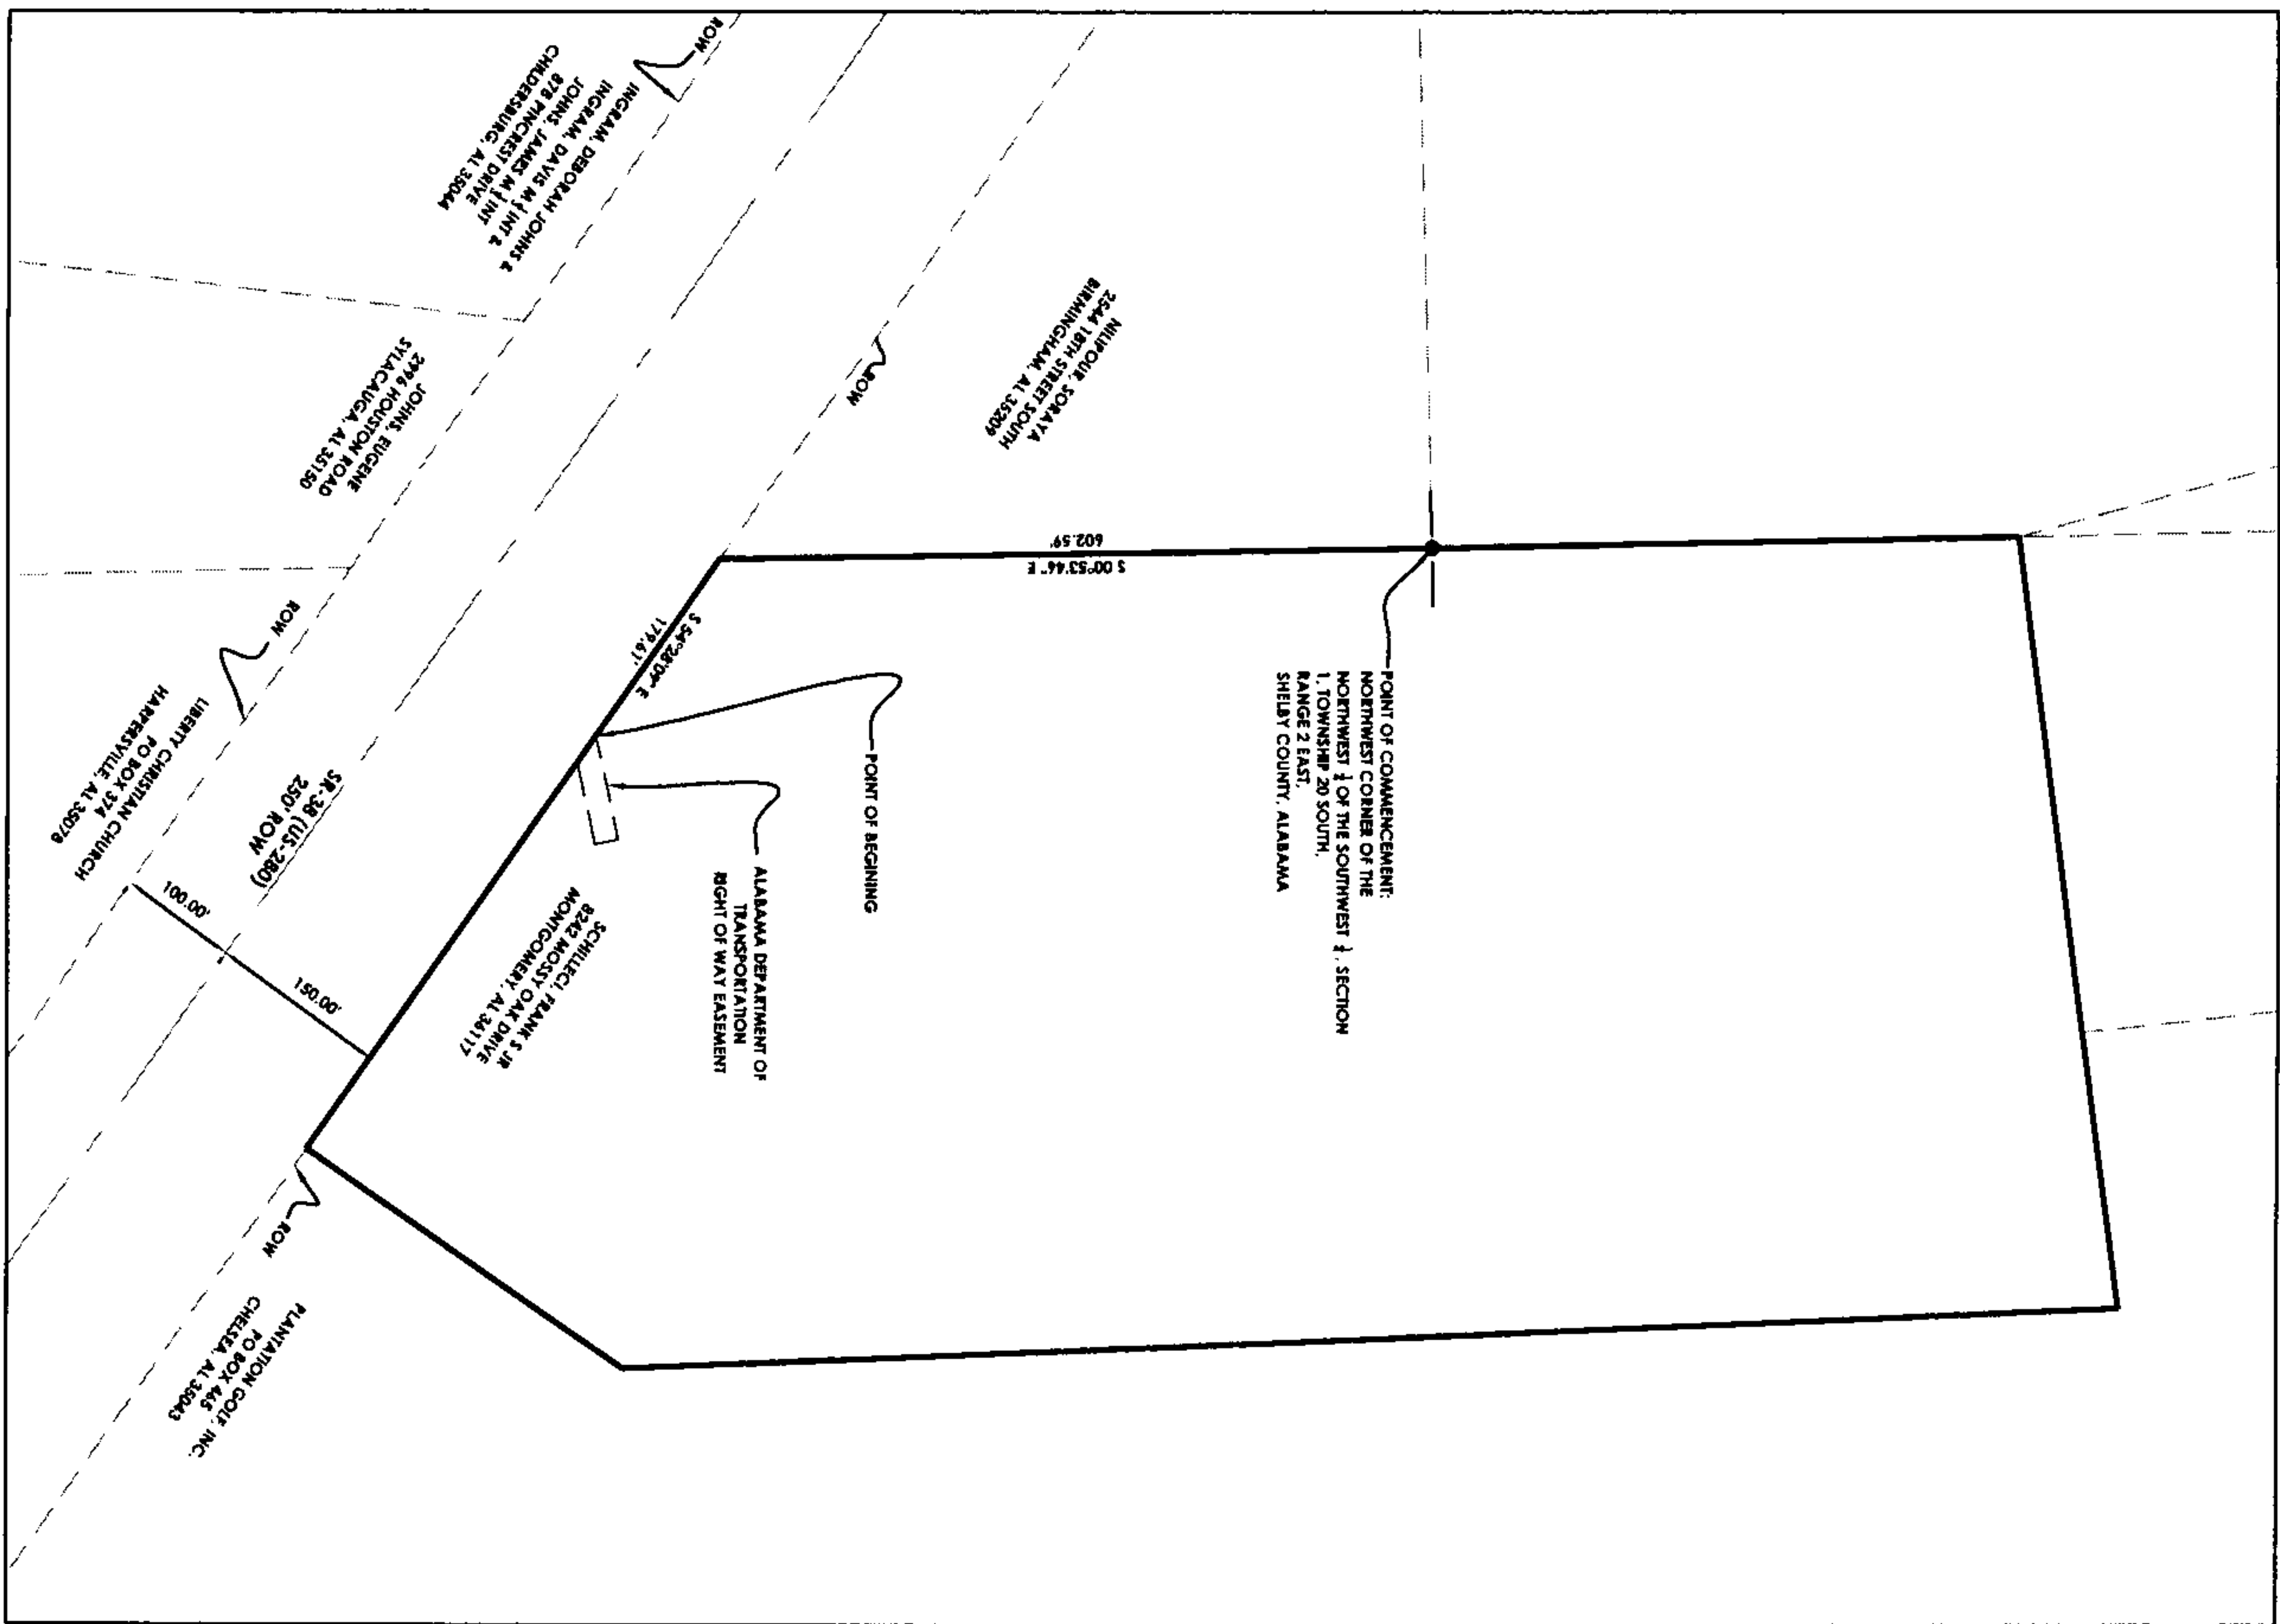 POINT OF COMMENCEMENT:
NORTHWEST CORNER OF THE
NORTHWEST ¼ OF THE SOUTHWEST ¼, SECTION
1, TOWNSHIP 20 SOUTH,
RANGE 2 EAST,
SHELBY COUNTY, ALABAMA
602.59'
S 00°53'46" E
NILIPOUR, SORAYA
2544 18TH STREET SOUTH
BIRMINGHAM, AL 35209
ROW
POINT OF BEGINING
S 54°28'09" E
179.61'
ALABAMA DEPARTMENT OF
TRANSPORTATION
RIGHT OF WAY EASEMENT
SCHILLECI, FRANK S JR
8242 MOSSY OAK DRIVE
MONTGOMERY, AL 36117
ROW
INGRAM, DEBORAH JOHNS &
INGRAM, DAVIS M INT &
JOHNS, JAMES M INT
878 PINCREST DRIVE
CHILDERSBURG, AL 35044
JOHNS, EUGENE
2996 HOUSTON ROAD
SYLACAUGA, AL 35150
ROW
LIBERTY CHRISTIAN CHURCH
PO BOX 374
HARPERSVILLE, AL 35078
SR-38 (US-280)
250' ROW
100.00'
150.00'
ROW
PLANTATION GOLF, INC.
PO BOX 465
CHELSEA, AL 35043